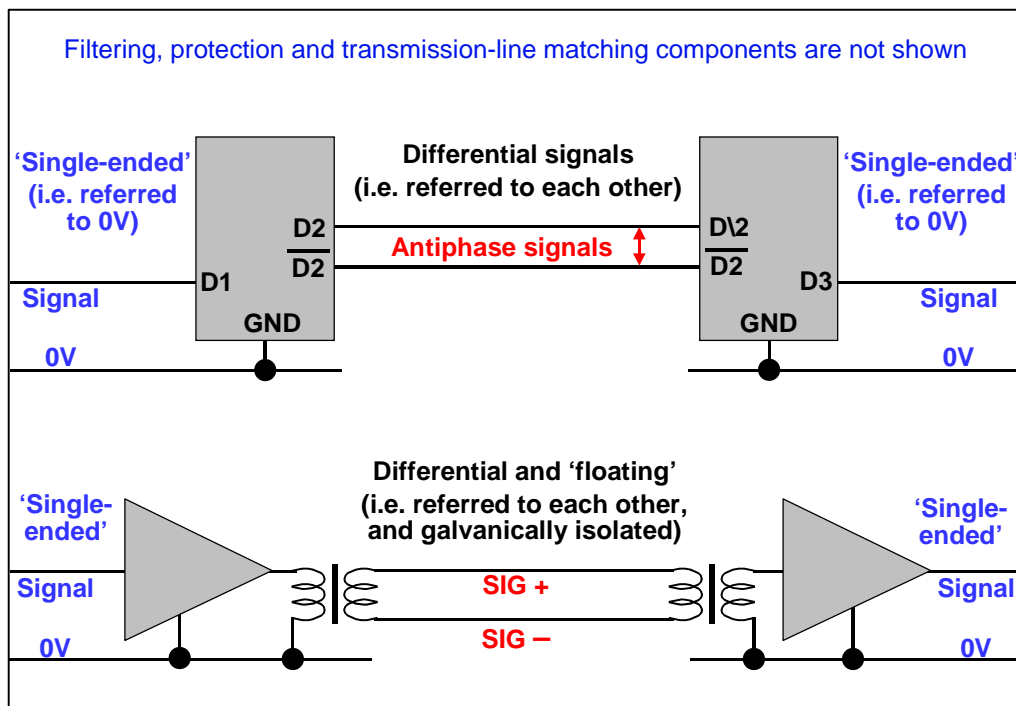 Filtering, protection and transmission-line matching components are not shown
‘Single-ended’
(i.e. referred
to 0V)
Differential signals
(i.e. referred to each other)
‘Single-ended’
(i.e. referred
to 0V)
D2
D2
Antiphase signals
D\2
D2
D1
D3
Signal
Signal
GND
GND
0V
0V
Differential and ‘floating’
(i.e. referred to each other,
and galvanically isolated)
‘Single-
ended’
‘Single-
ended’
Signal
SIG +
Signal
0V
SIG –
0V